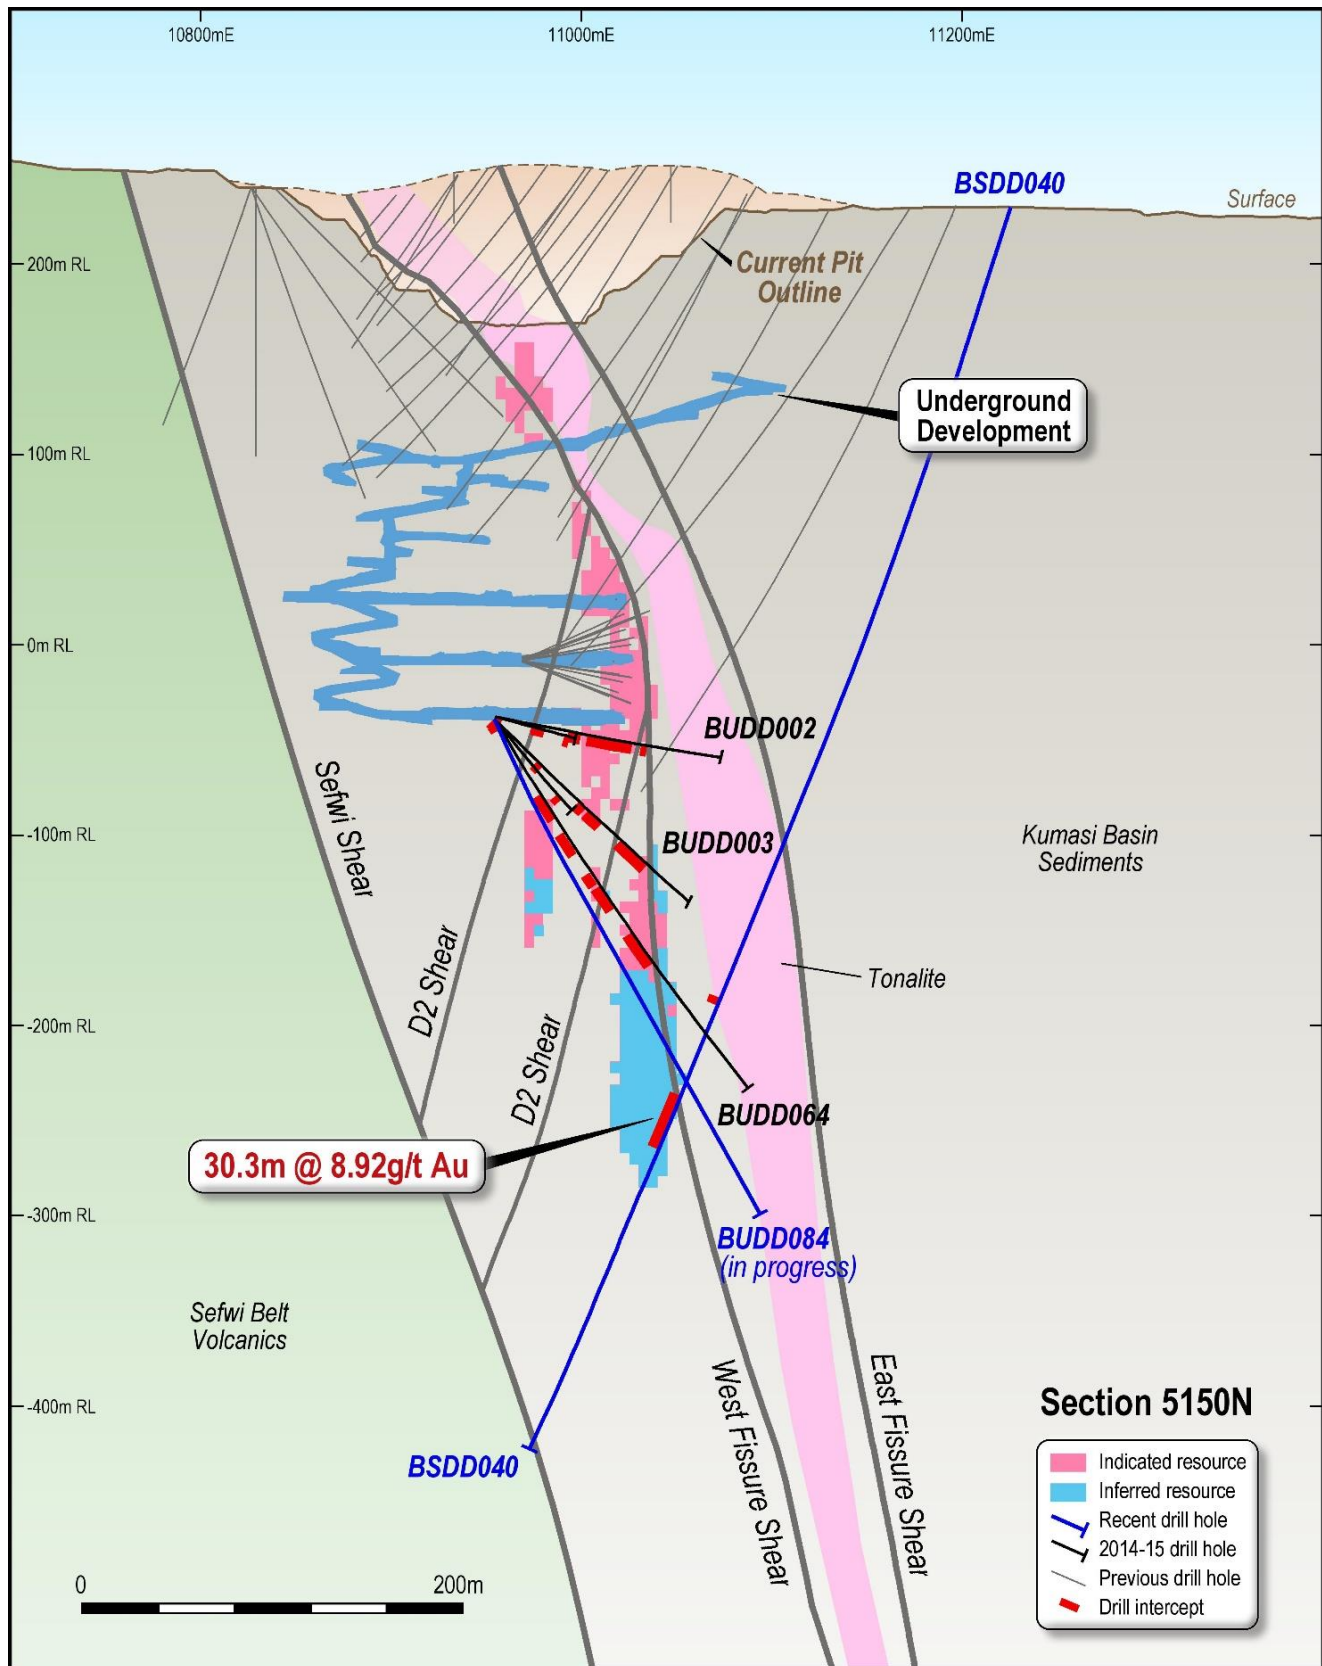 10800mE
11000mE
11200mE
BSDD040
Surface
200m RL
Current Pit
Outline
Underground
Development
100m RL
0m RL
BUDD002
Sefwi Shear
-100m RL
BUDD003
Kumasi Basin
Sediments
D2 Shear
Tonalite
-200m RL
D2 Shear
BUDD064
30.3m @ 8.92g/t Au
-300m RL
BUDD084
(in progress)
Sefwi Belt
Volcanics
West Fissure Shear
East Fissure Shear
-400m RL
BSDD040
Section 5150N
Indicated resource
Inferred resource
Recent drill hole
2014-15 drill hole
Previous drill hole
Drill intercept
0
200m